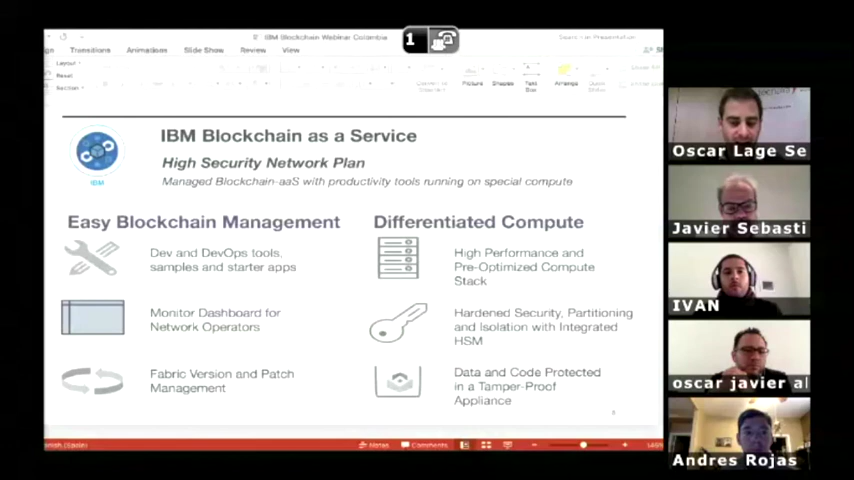 IBM Blockchain Webinar Colombia
1
Transitions Animations Slide Show Review View
Layout
Reset
Section
Picture Shapes Text Box Arrange
IBM Blockchain as a Service
High Security Network Plan
Managed Blockchain-aaS with productivity tools running on special compute
IBM
Easy Blockchain Management
Dev and DevOps tools,
samples and starter apps
Monitor Dashboard for
Network Operators
Fabric Version and Patch
Management
Differentiated Compute
High Performance and
Pre-Optimized Compute
Stack
Hardened Security, Partitioning
and Isolation with Integrated
HSM
Data and Code Protected
in a Tamper-Proof
Appliance
Notes Comments
Oscar Lage Se
Javier Sebasti
IVAN
oscar javier al
Andres Rojas